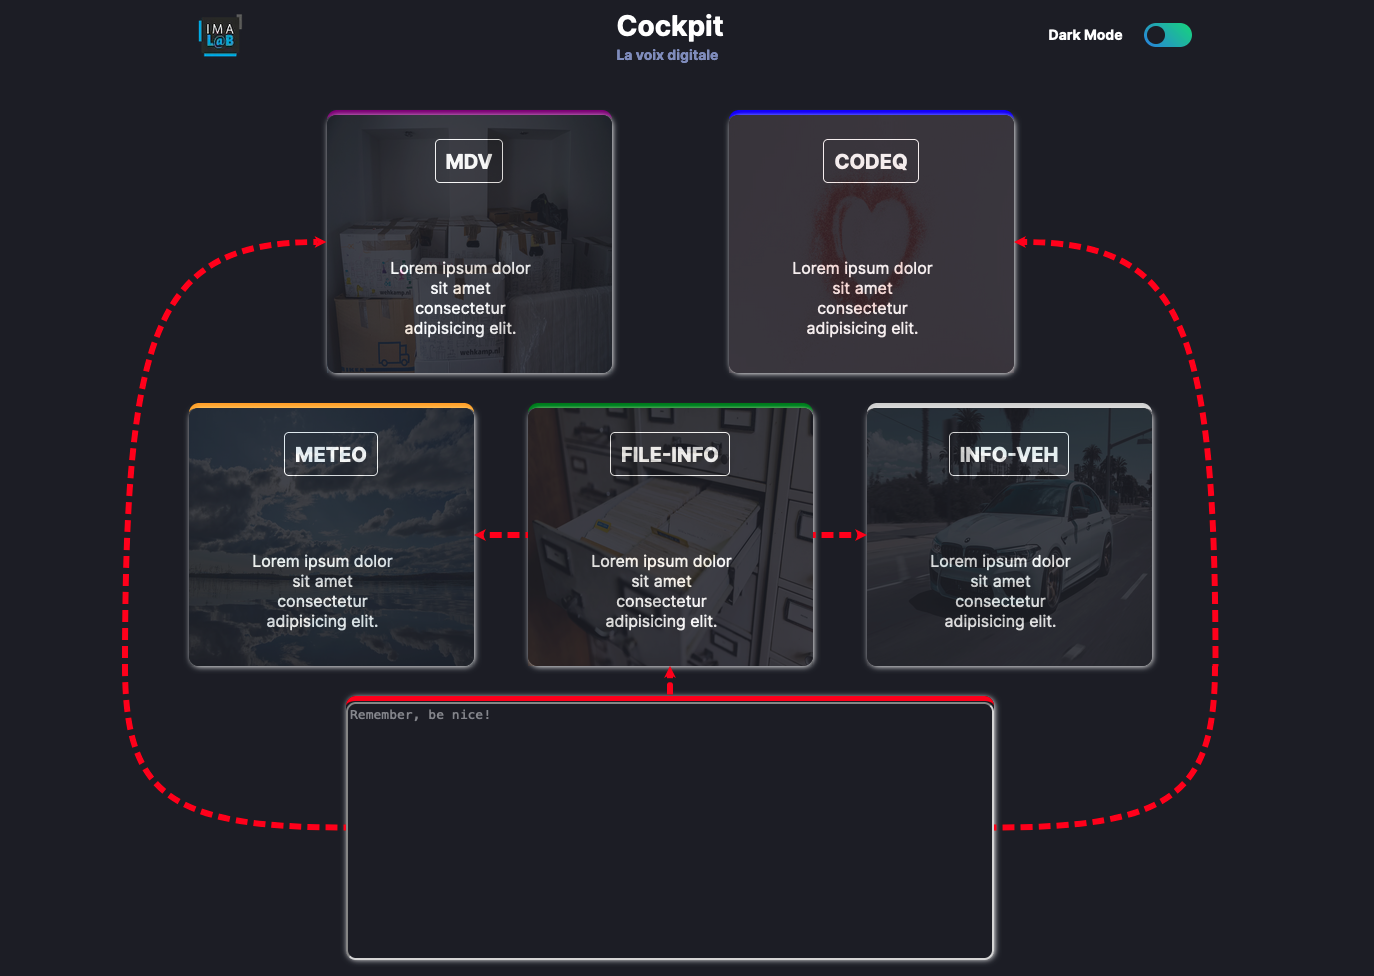 IMA
L@B
Cockpit
La voix digitale
Dark Mode
MDV
Lorem ipsum dolor
sit amet
consectetur
adipisicing elit.
webkamp.nl
CODEQ
Lorem ipsum dolor
sit amet
consectetur
adipisicing elit.
METEO
Lorem ipsum dolor
sit amet
consectetur
adipisicing elit.
FILE-INFO
Lorem ipsum dolor
sit amet
consectetur
adipisicing elit.
INFO-VEH
Lorem ipsum dolor
sit amet
consectetur
adipisicing elit.
Remember, be nice!